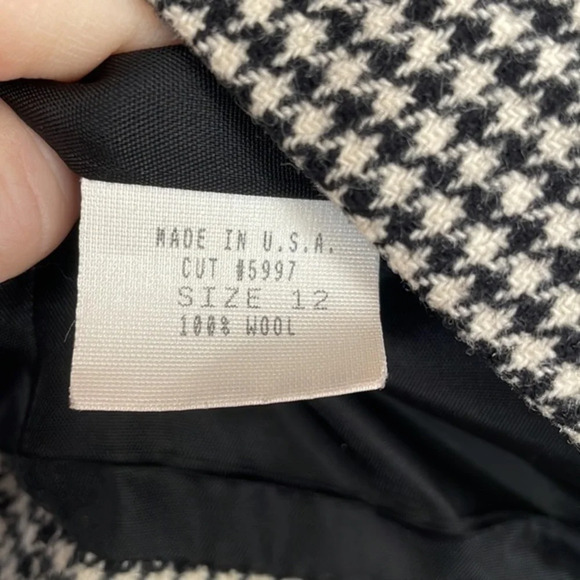 MADE IN U.S.A.
CUT #5997
SIZE 12
100% WOOL